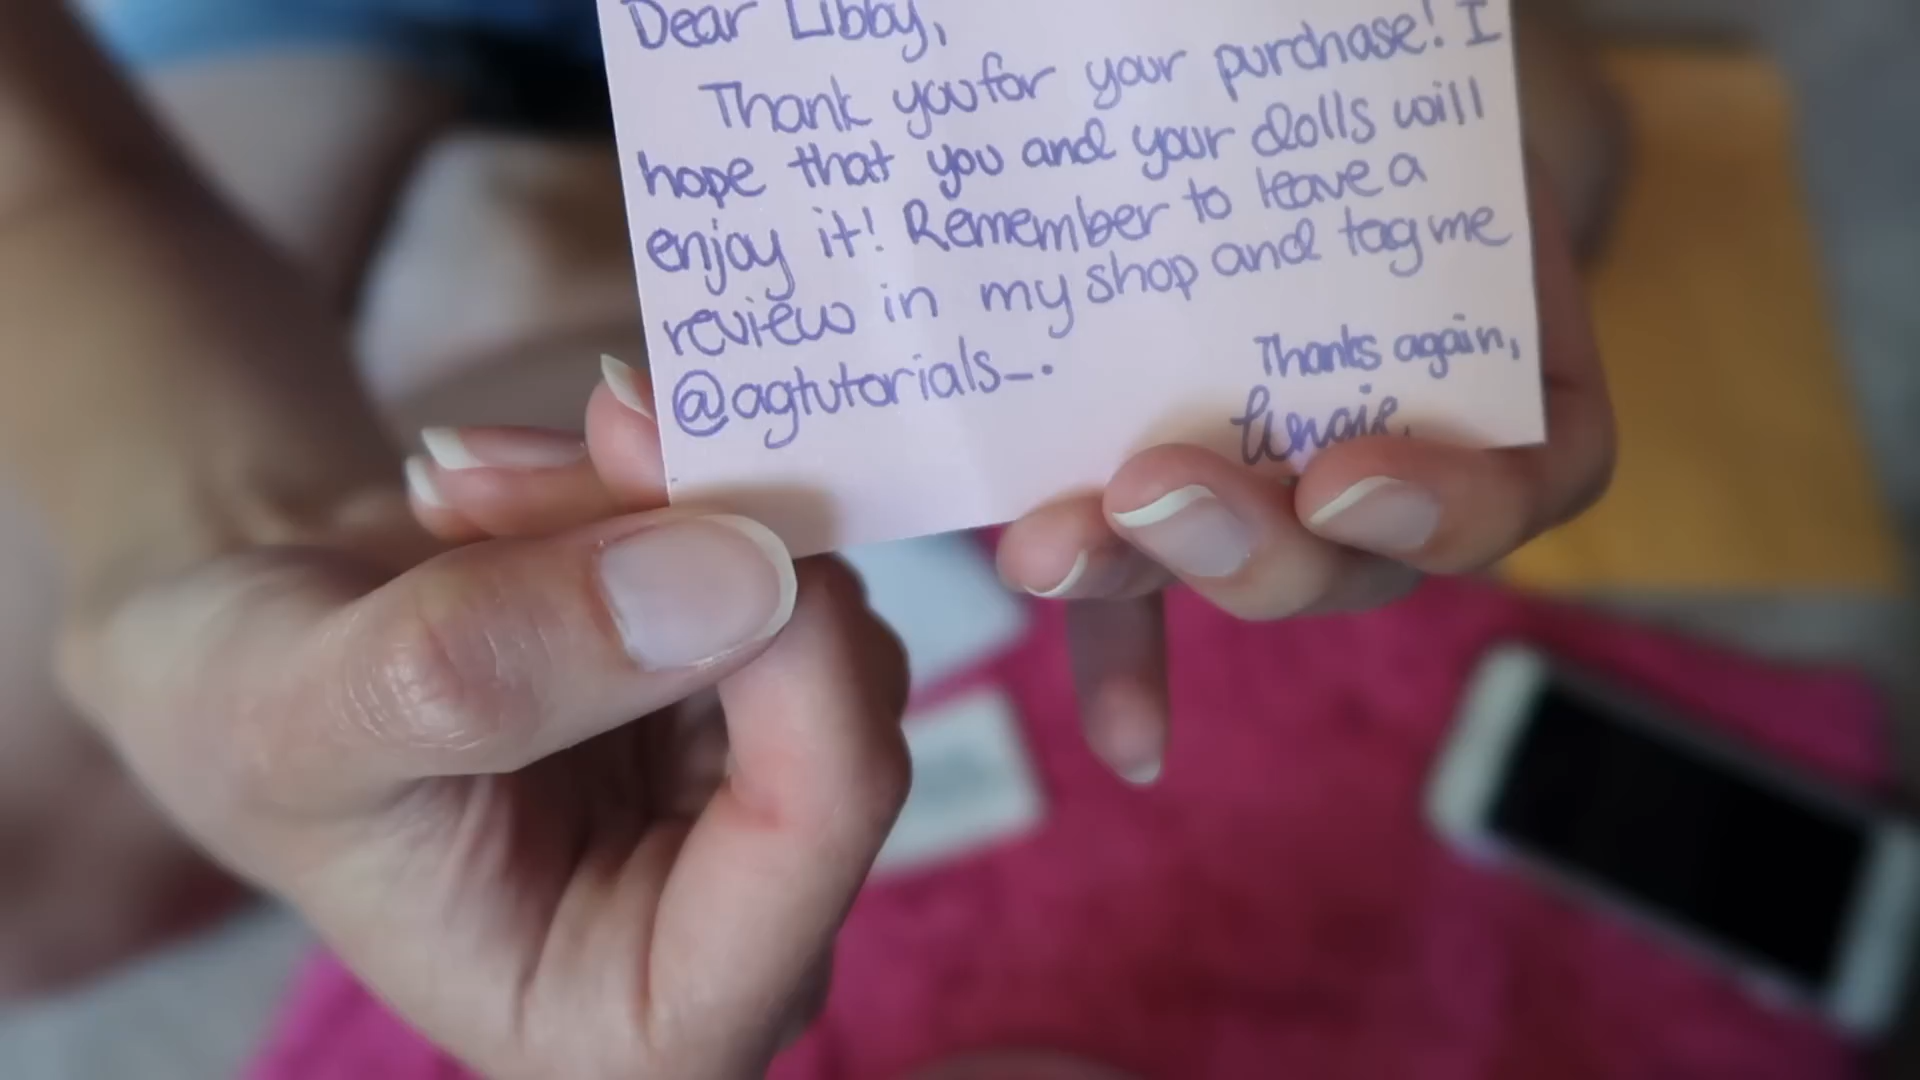 Dear Libby,
Thank you for your purchase! I
hope that you and your dolls will
enjoy it! Remember to leave a
review in my shop and tag me
@agtutorials_.
Thanks again,